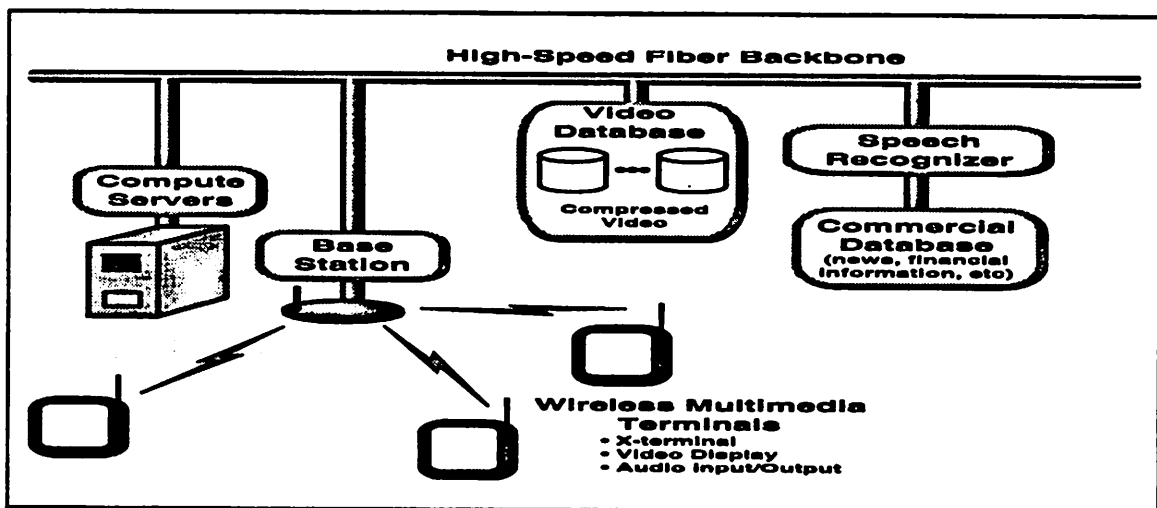 High-Speed Fiber Backbone
Video
Database
Compressed
Video
Speech
Recognizer
Commercial
Database
(news, financial
information, etc)
Compute
Servers
Base
Station
Wireless Multimedia
Terminals
• X-terminal
• Video Display
• Audio Input/Output